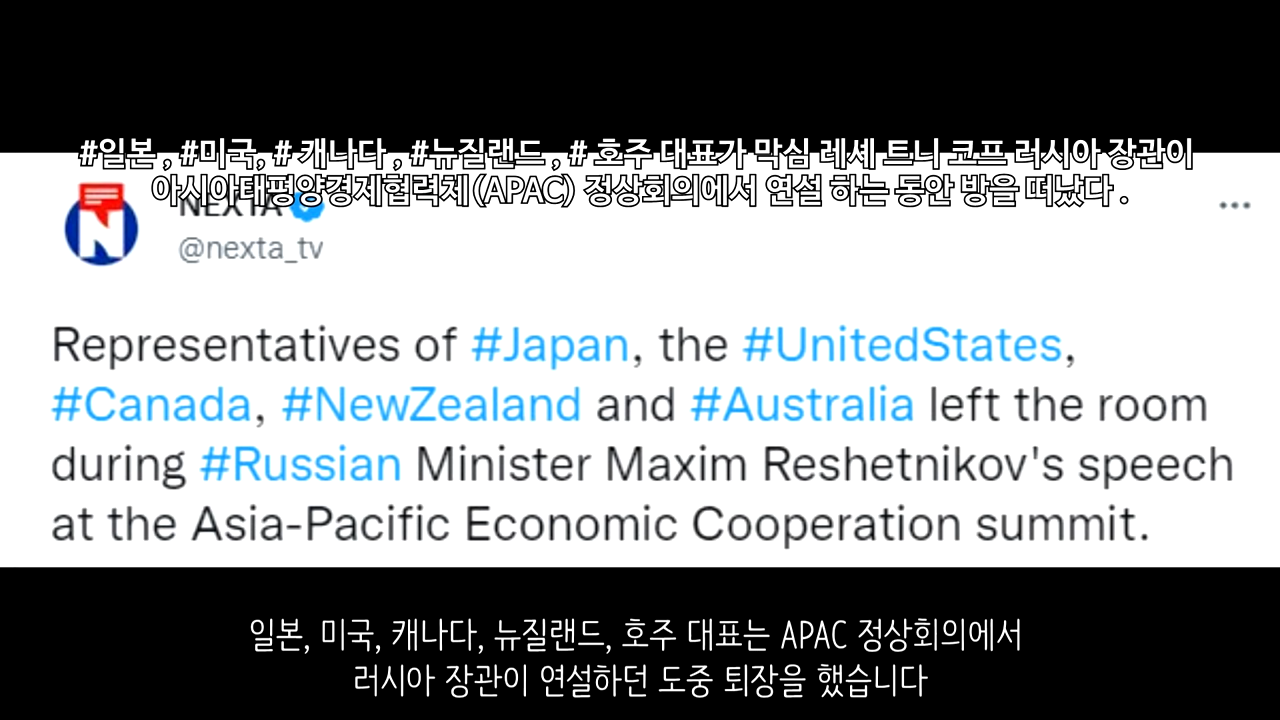 #일본 , #미국, # 캐나다 , #뉴질랜드 , # 호주 대표가 막심 레셰 트니 코프 러시아 장관이
아시아태평양경제협력체 (APAC) 정상회의에서 연설 하는 동안 방을 떠났다 .
NEXTA
@nexta_tv
Representatives of #Japan, the #UnitedStates,
#Canada, #NewZealand and #Australia left the room
during #Russian Minister Maxim Reshetnikov's speech
at the Asia-Pacific Economic Cooperation summit.
일본, 미국, 캐나다, 뉴질랜드, 호주 대표는 APAC 정상회의에서
러시아 장관이 연설하던 도중 퇴장을 했습니다